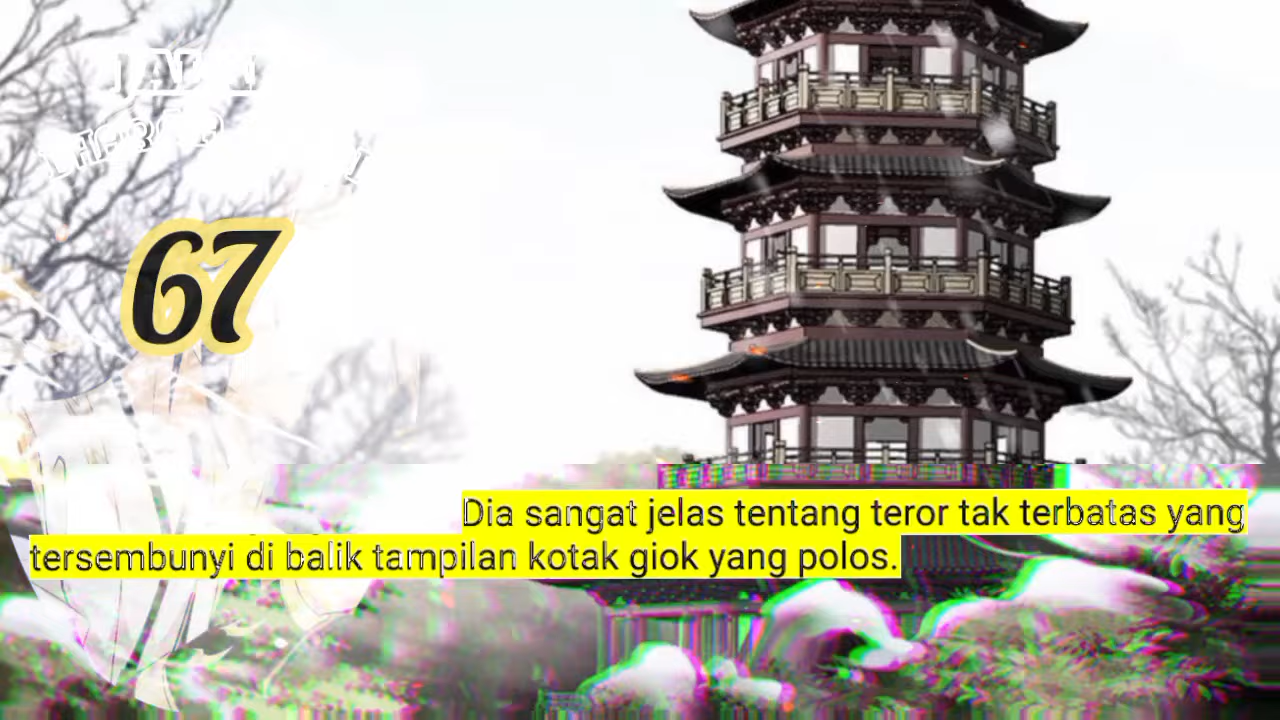 67
Dia sangat jelas tentang teror tak terbatas yang
tersembunyi di balik tampilan kotak giok yang polos.